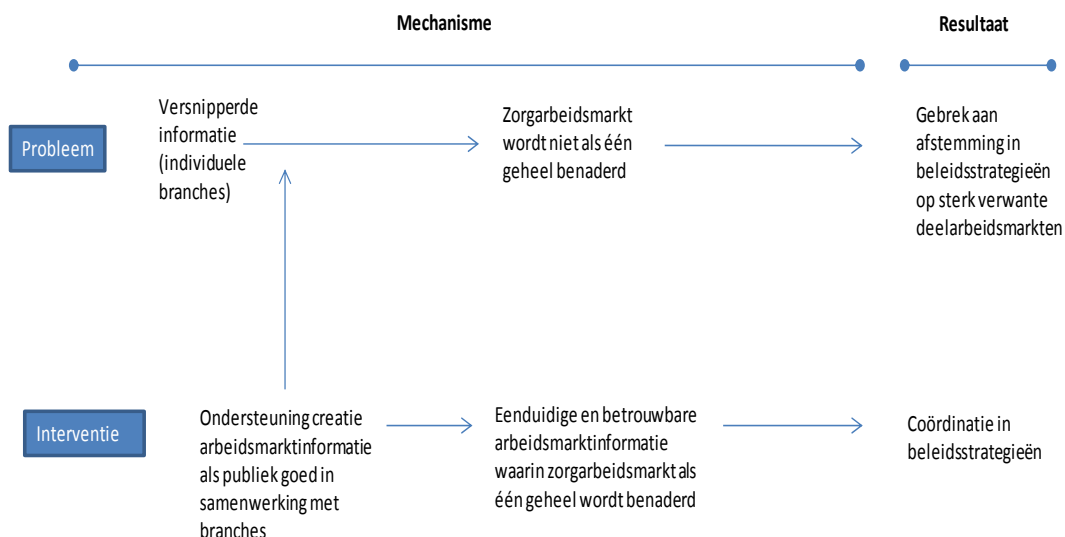 Mechanisme
Resultaat
Probleem
Versnipperde
informatie
(individuele
branches)
Zorgarbeidsmarkt
wordt niet als één
geheel benaderd
Gebrek aan
afstemming in
beleidsstrategieën
op sterk verwante
deelarbeidsmarkten
Interventie
Ondersteuning creatie
arbeidsmarktinformatie
als publiek goed in
samenwerking met
branches
Eenduidige en betrouwbare
arbeidsmarktinformatie
waarin zorgarbeidsmarkt als
één geheel wordt benaderd
Coördinatie in
beleidsstrategieën